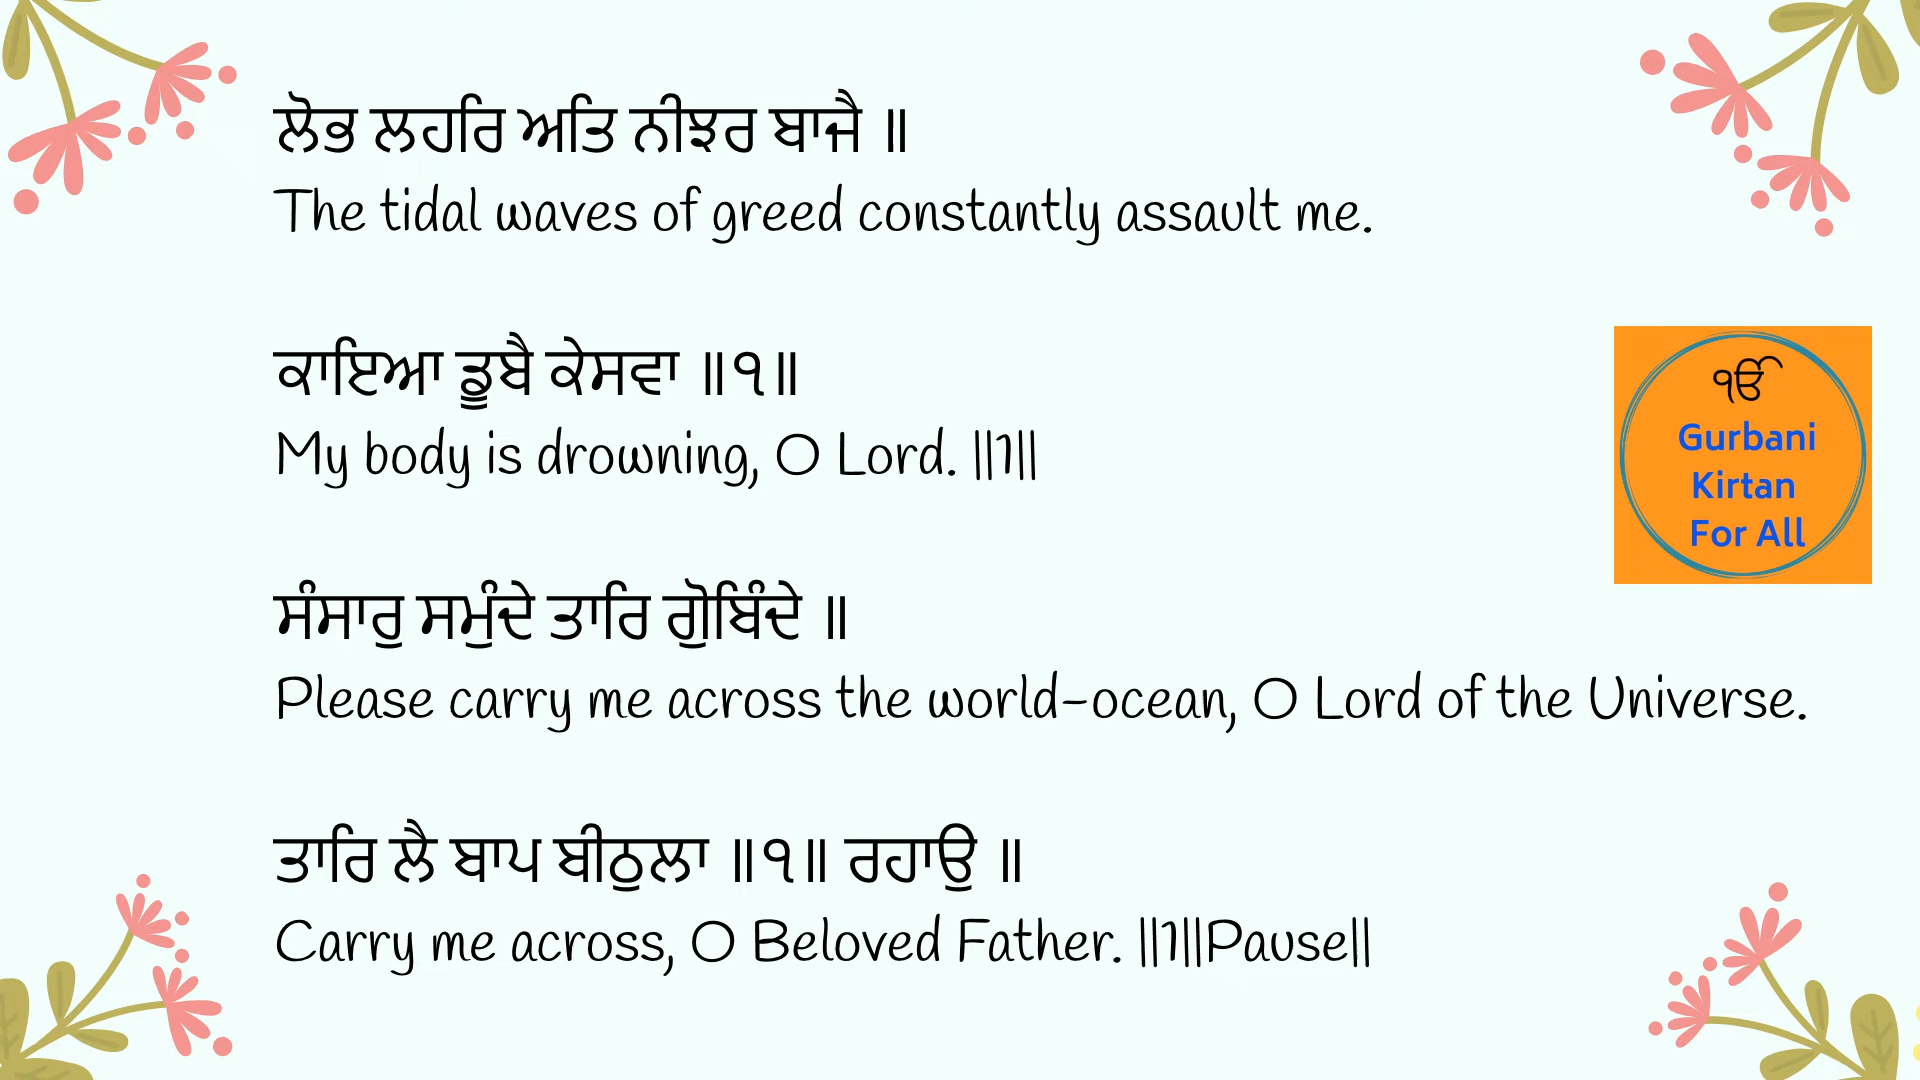 ਲੋਭ ਲਹਰਿ ਅਤਿ ਨੀਝਰ ਬਾਜੈ ॥
The tidal waves of greed constantly assault me.
ਕਾਇਆ ਡੂਬੈ ਕੇਸਵਾ ॥੧॥
My body is drowning, O Lord. ||1||
ੴ
Gurbani
Kirtan
For All
ਸੰਸਾਰੁ ਸਮੁੰਦੇ ਤਾਰਿ ਗੋੁਬਿੰਦੇ ॥
Please carry me across the world-ocean, O Lord of the Universe.
ਤਾਰਿ ਲੈ ਬਾਪ ਬੀਠੁਲਾ ॥੧॥ ਰਹਾਉ ॥
Carry me across, O Beloved Father. ||1||Pause||